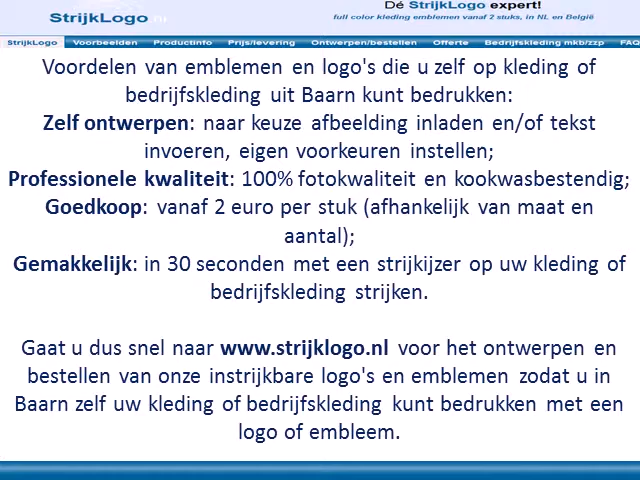 Dé StrijkLogo expert!
StrijkLogo.nl
full color kleding emblemen vanaf 2 stuks, in NL en België
StrijkLogo Voorbeelden Productinfo Prijs/levering Ontwerpen/bestellen Offerte Bedrijfskleding mkb/zzp FAQ
Voordelen van emblemen en logo's die u zelf op kleding of
bedrijfskleding uit Baarn kunt bedrukken:
Zelf ontwerpen: naar keuze afbeelding inladen en/of tekst
invoeren, eigen voorkeuren instellen;
Professionele kwaliteit: 100% fotokwaliteit en kookwasbestendig;
Goedkoop: vanaf 2 euro per stuk (afhankelijk van maat en
aantal);
Gemakkelijk: in 30 seconden met een strijkijzer op uw kleding of
bedrijfskleding strijken.
Gaat u dus snel naar www.strijklogo.nl voor het ontwerpen en
bestellen van onze instrijkbare logo's en emblemen zodat u in
Baarn zelf uw kleding of bedrijfskleding kunt bedrukken met een
logo of embleem.